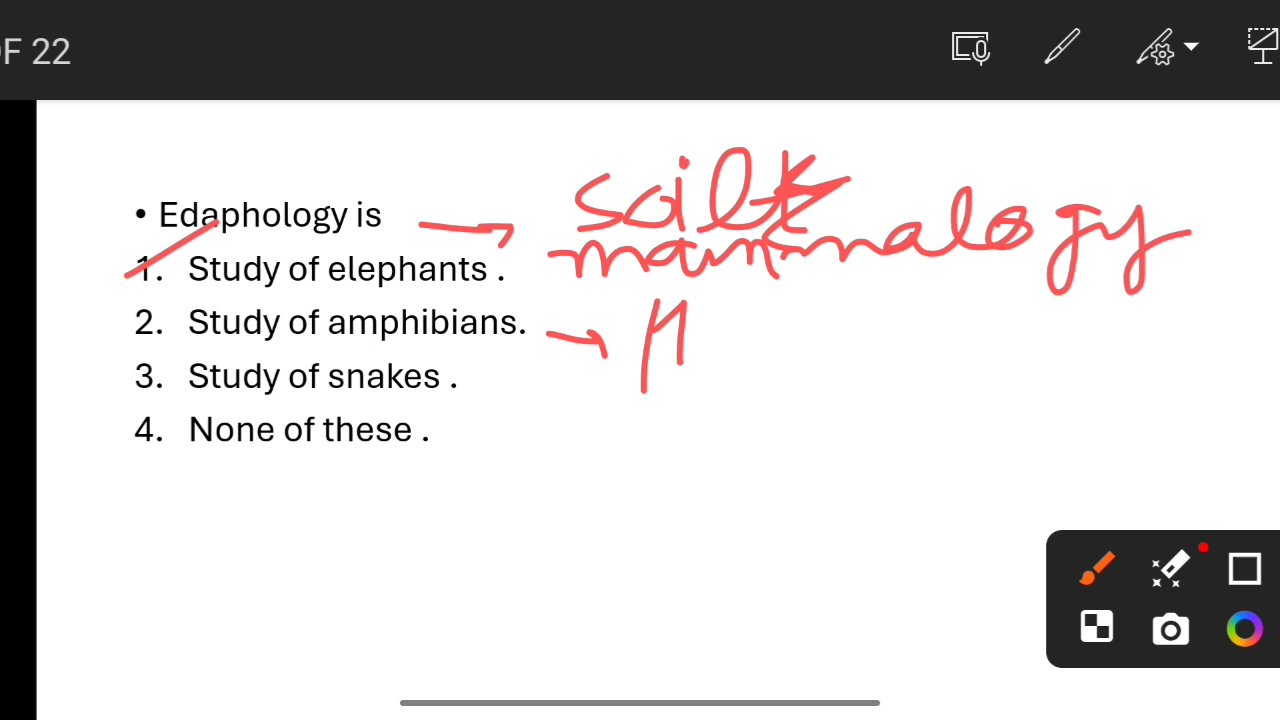 F 22
• Edaphology is
soil
1. Study of elephants .
mammalogy
2. Study of amphibians.
3. Study of snakes .
4. None of these .